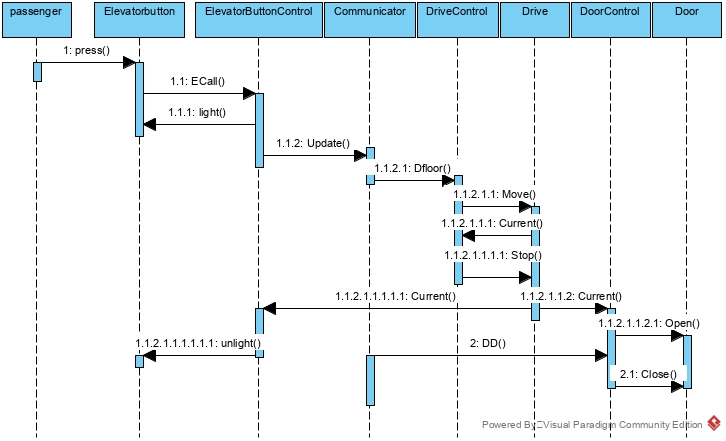 passenger
Elevatorbutton
ElevatorButtonControl
Communicator
DriveControl
Drive
DoorControl
Door
1: press()
1.1: ECall()
1.1.1: light()
1.1.2: Update()
1.1.2.1: Dfloor()
1.1.2.1.1: Move()
1.1.2.1.1.1: Current()
1.1.2.1.1.1.1: Stop()
1.1.2.1.1.1.1.1: Current()
1.1.2.1.1.2: Current()
1.1.2.1.1.2.1: Open()
1.1.2.1.1.1.1.1.1: unlight()
2: DD()
2.1: Close()
Powered By Visual Paradigm Community Edition